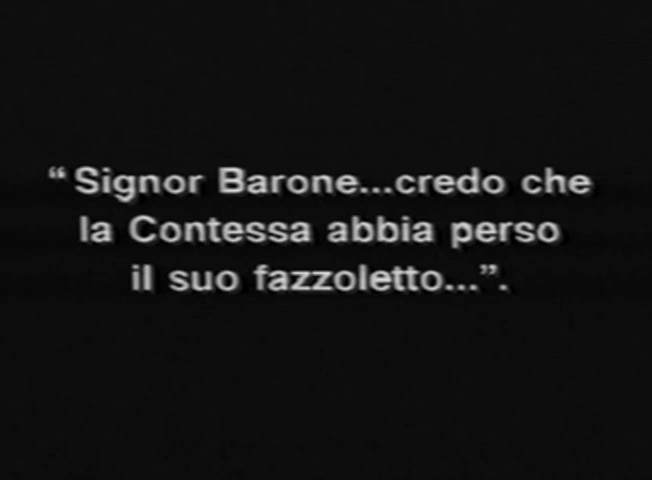 “Signor Barone...credo che
la Contessa abbia perso
il suo fazzoletto...”.